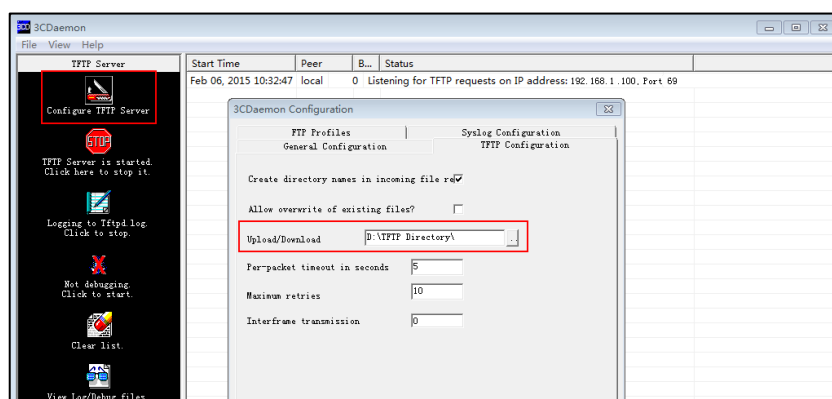 3CD 3CDaemon
File View Help
TFTP Server
Start Time Peer B... Status
Feb 06, 2015 10:32:47 local 0 Listening for TFTP requests on IP address: 192.168.1.100, Port 69
Configure TFTP Server
STOP
TFTP Server is started.
Click here to stop it.
Logging to Tftpd.log.
Click to stop.
Not debugging.
Click to start.
Clear list.
View Log/Debug files
3CDaemon Configuration
FTP Profiles Syslog Configuration
General Configuration TFTP Configuration
Create directory names in incoming file re
Allow overwrite of existing files?
Upload/Download D:\TFTP Directory\ ..
Per-packet timeout in seconds 5
Maximum retries 10
Interframe transmission 0